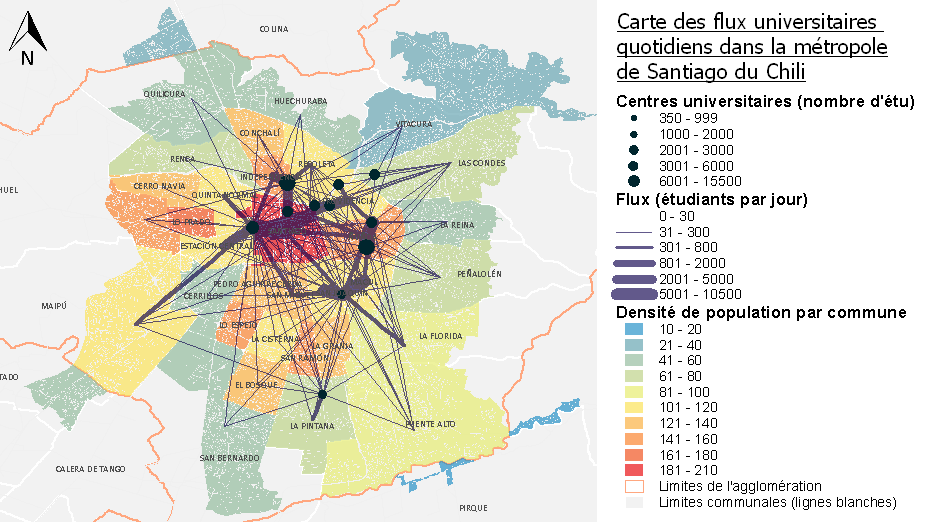 N
COLINA
QUILICURA
HUECHURABA
VITACURA
CONCHALÍ
RENCA
RECOLETA
LAS CONDES
CERRO NAVIA
QUINTA NORMAL
LO PRADO
LA REINA
ESTACIÓN CENTRAL
PEÑALOLÉN
MAIPÚ
CERRILLOS
LO ESPEJO
LA CISTERNA
LA GRANJA
LA FLORIDA
SAN RAMÓN
EL BOSQUE
LA PINTANA
PUENTE ALTO
SAN BERNARDO
CALERA DE TANGO
PIRQUE
Carte des flux universitaires
quotidiens dans la métropole
de Santiago du Chili
Centres universitaires (nombre d'étu)
350 - 999
1000 - 2000
2001 - 3000
3001 - 6000
6001 - 15500
Flux (étudiants par jour)
0 - 30
31 - 300
301 - 800
801 - 2000
2001 - 5000
5001 - 10500
Densité de population par commune
10 - 20
21 - 40
41 - 60
61 - 80
81 - 100
101 - 120
121 - 140
141 - 160
161 - 180
181 - 210
Limites de l'agglomération
Limites communales (lignes blanches)